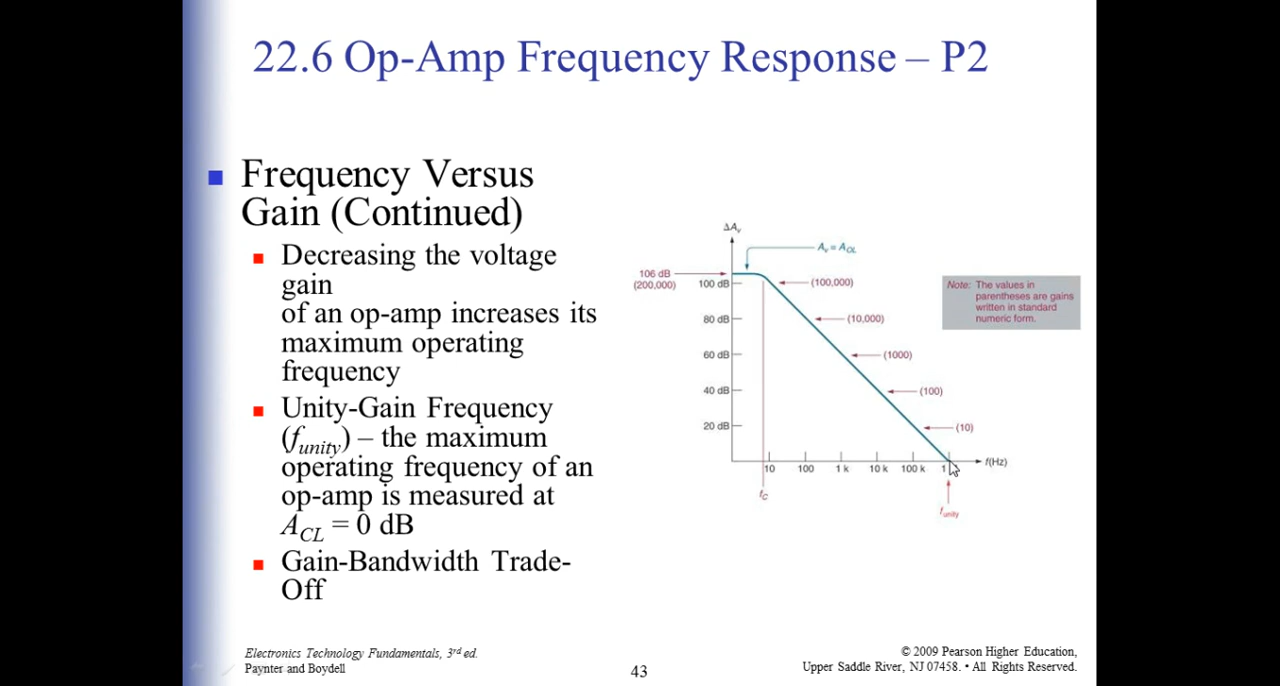 22.6 Op-Amp Frequency Response – P2
Frequency Versus
Gain (Continued)
Decreasing the voltage
gain
of an op-amp increases its
maximum operating
frequency
Unity-Gain Frequency
(funity) – the maximum
operating frequency of an
op-amp is measured at
ACL = 0 dB
Gain-Bandwidth Trade-
Off
ΔAv
Av = AOL
106 dB
(200,000)
100 dB
80 dB
60 dB
40 dB
20 dB
(100,000)
(10,000)
(1000)
(100)
(10)
Note: The values in
parentheses are gains
written in standard
numeric form.
10 100 1 k 10 k 100 k 1 f(Hz)
fC
funity
Electronics Technology Fundamentals, 3rd ed.
Paynter and Boydell
43
© 2009 Pearson Higher Education,
Upper Saddle River, NJ 07458. • All Rights Reserved.